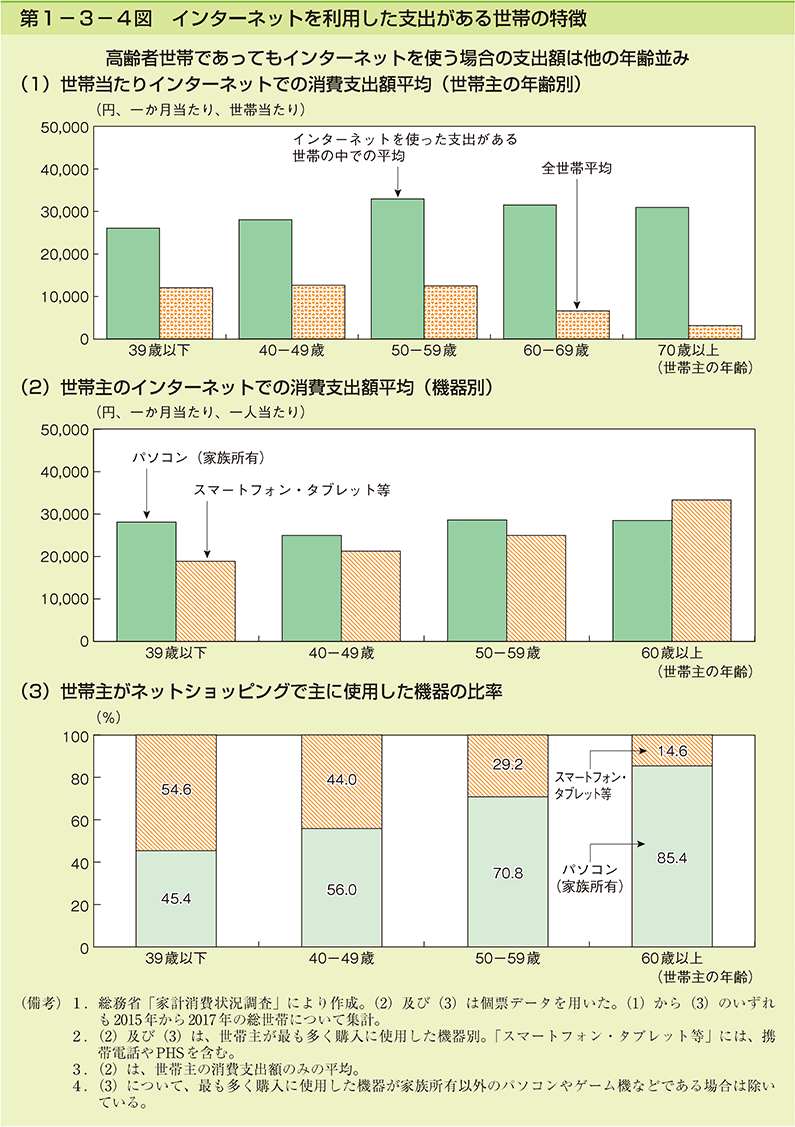 第1-3-4図 インターネットを利用した支出がある世帯の特徴
高齢者世帯であってもインターネットを使う場合の支出額は他の年齢並み
(1)世帯当たりインターネットでの消費支出額平均(世帯主の年齢別)
(円、一か月当たり、世帯当たり)
50,000
40,000
30,000
20,000
10,000
0
インターネットを使った支出がある
世帯の中での平均
全世帯平均
39歳以下 40-49歳 50-59歳 60-69歳 70歳以上
(世帯主の年齢)
(2)世帯主のインターネットでの消費支出額平均(機器別)
(円、一か月当たり、一人当たり)
50,000
40,000
30,000
20,000
10,000
0
パソコン(家族所有)
スマートフォン・タブレット等
39歳以下 40-49歳 50-59歳 60歳以上
(世帯主の年齢)
(3)世帯主がネットショッピングで主に使用した機器の比率
(%)
100
80
60
40
20
0
54.6 44.0 29.2 14.6
スマートフォン・
タブレット等
45.4 56.0 70.8 85.4
パソコン
(家族所有)
39歳以下 40-49歳 50-59歳 60歳以上
(世帯主の年齢)
(備考)1.総務省「家計消費状況調査」により作成。(2)及び(3)は個票データを用いた。(1)から(3)のいずれ
も2015年から2017年の総世帯について集計。
2.(2)及び(3)は、世帯主が最も多く購入に使用した機器別。「スマートフォン・タブレット等」には、携
帯電話やPHSを含む。
3.(2)は、世帯主の消費支出額のみの平均。
4.(3)について、最も多く購入に使用した機器が家族所有以外のパソコンやゲーム機などである場合は除い
ている。